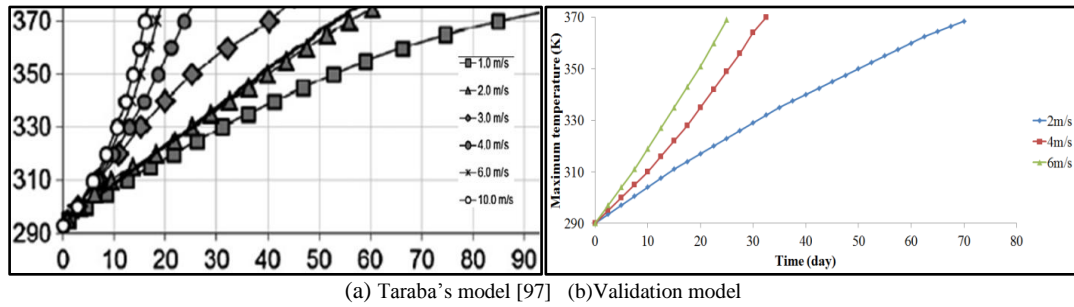 370
350
330
310
290
0 10 20 30 40 50 60 70 80 90
1.0 m/s
2.0 m/s
3.0 m/s
4.0 m/s
6.0 m/s
10.0 m/s
Maximum temperature (K)
370
350
330
310
290
0 10 20 30 40 50 60 70 80
Time (day)
2m/s
4m/s
6m/s
(a) Taraba's model [97] (b)Validation model